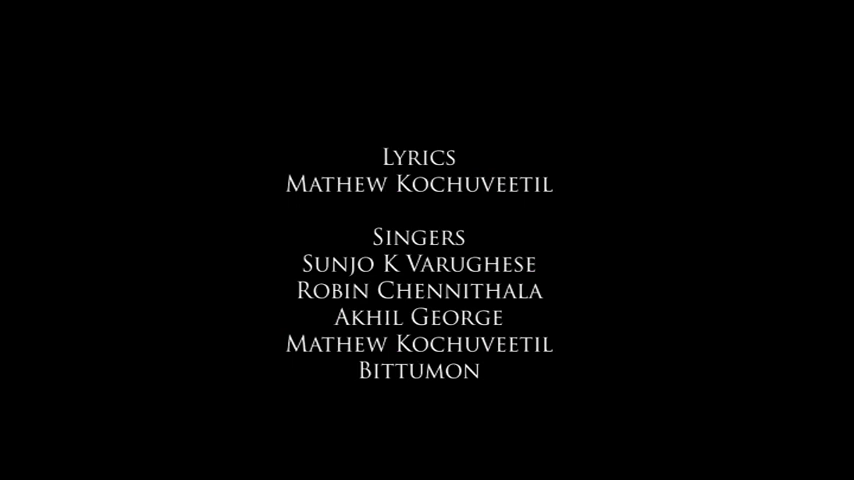 Lyrics
Mathew Kochuveetil
Singers
Sunjo K Varughese
Robin Chennithala
Akhil George
Mathew Kochuveetil
Bittumon